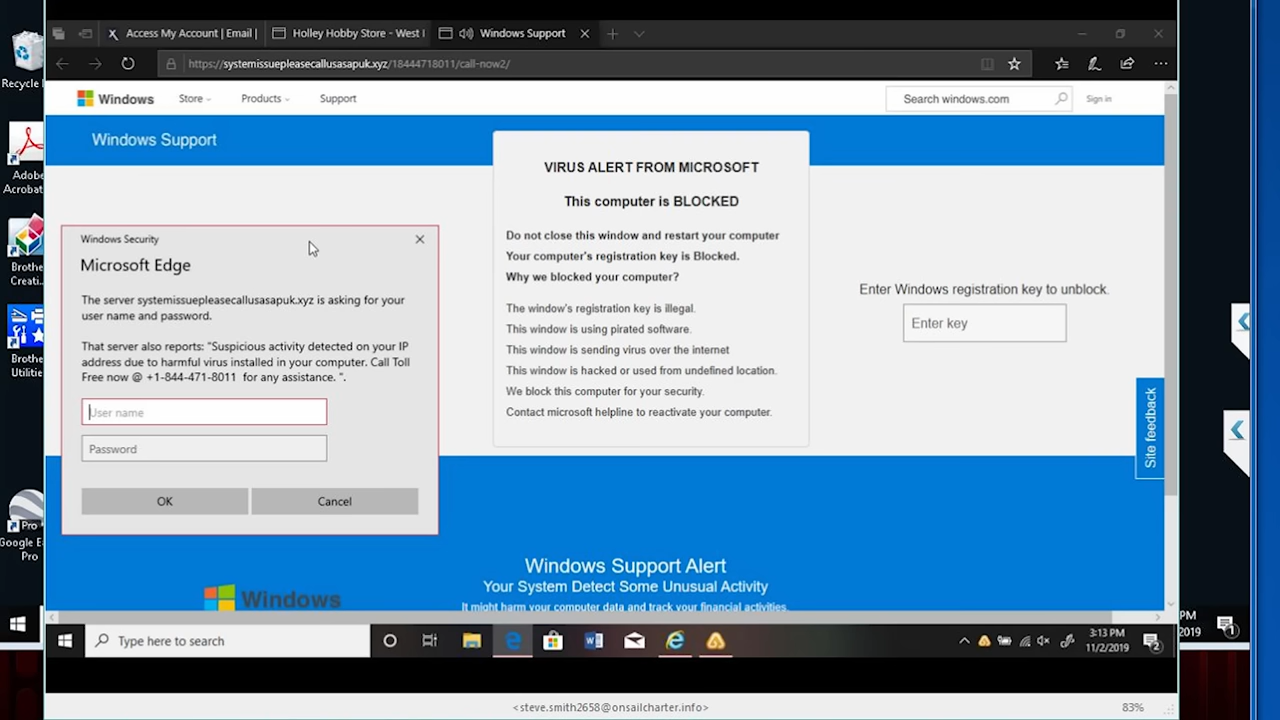 Recycle
Adobe
Acrobat
Brothe
Creati
Brothe
Utilitie
Pro
Google Ea
Pro
Access My Account | Email |
Holley Hobby Store - West
Windows Support
https://systemissuepleasecallusasapuk.xyz/18444718011/call-now2/
Windows
Store
Products
Support
Search windows.com
Sign in
Windows Support
VIRUS ALERT FROM MICROSOFT
This computer is BLOCKED
Do not close this window and restart your computer
Your computer's registration key is Blocked.
Why we blocked your computer?
The window's registration key is illegal.
This window is using pirated software.
This window is sending virus over the internet
This window is hacked or used from undefined location.
We block this computer for your security.
Contact microsoft helpline to reactivate your computer.
Windows Security
Microsoft Edge
The server systemissuepleasecallusasapuk.xyz is asking for your
user name and password.
That server also reports: "Suspicious activity detected on your IP
address due to harmful virus installed in your computer. Call Toll
Free now @ +1-844-471-8011 for any assistance. ".
User name
Password
OK
Cancel
Enter Windows registration key to unblock.
Enter key
Site feedback
Windows Support Alert
Your System Detect Some Unusual Activity
It might harm your computer data and track your financial activities.
Windows
Type here to search
3:13 PM
11/2/2019
2
PM
2019
1
<steve.smith2658@onsailcharter.info>
83%